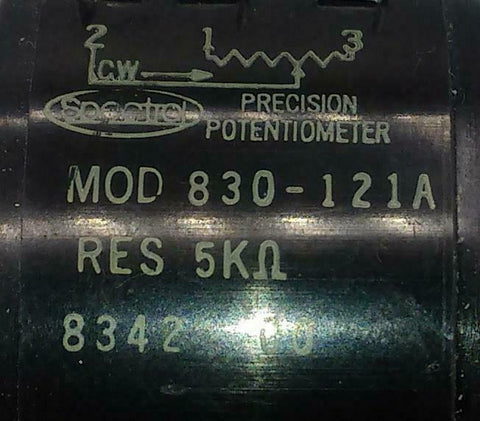 2 1 3
CW
Spectrol PRECISION
POTENTIOMETER
MOD 830-121A
RES 5KΩ
8342